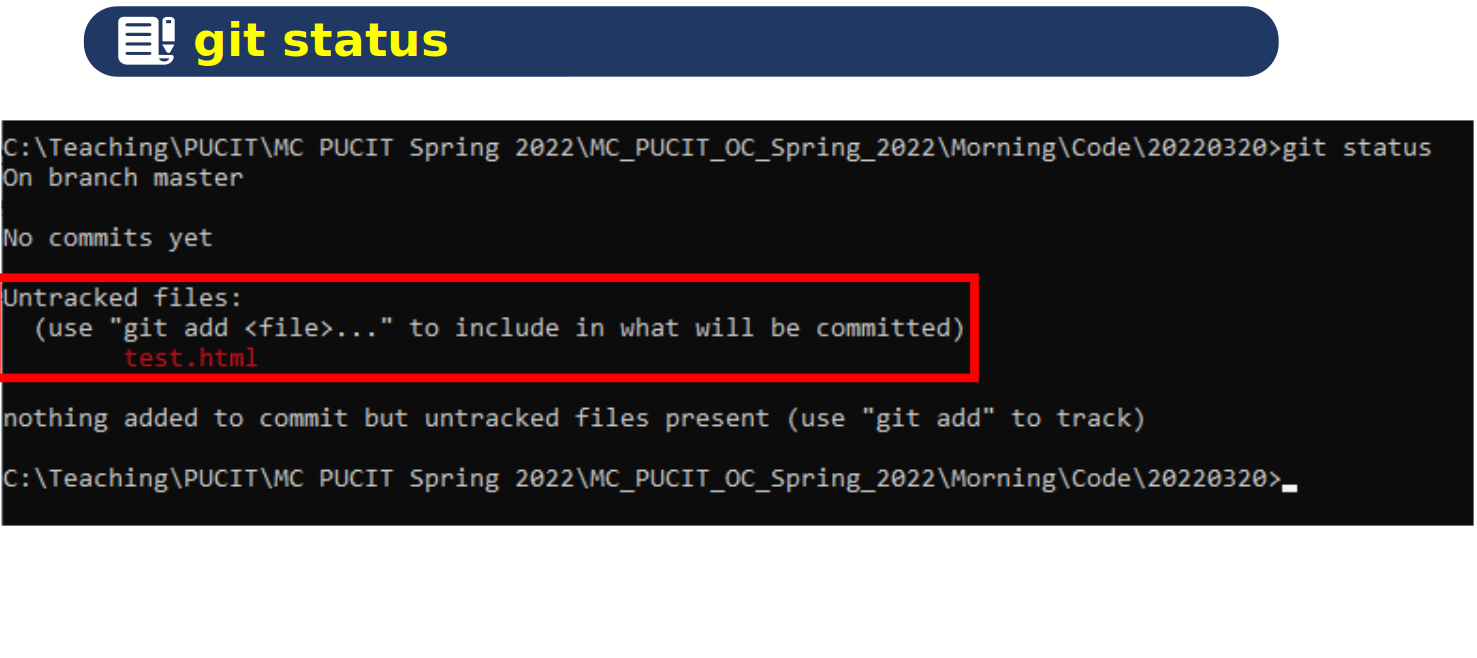 git status
C:\Teaching\PUCIT\MC PUCIT Spring 2022\MC_PUCIT_OC_Spring_2022\Morning\Code\20220320>git status
On branch master
No commits yet
Untracked files:
(use "git add <file>..." to include in what will be committed)
test.html
nothing added to commit but untracked files present (use "git add" to track)
C:\Teaching\PUCIT\MC PUCIT Spring 2022\MC_PUCIT_OC_Spring_2022\Morning\Code\20220320>